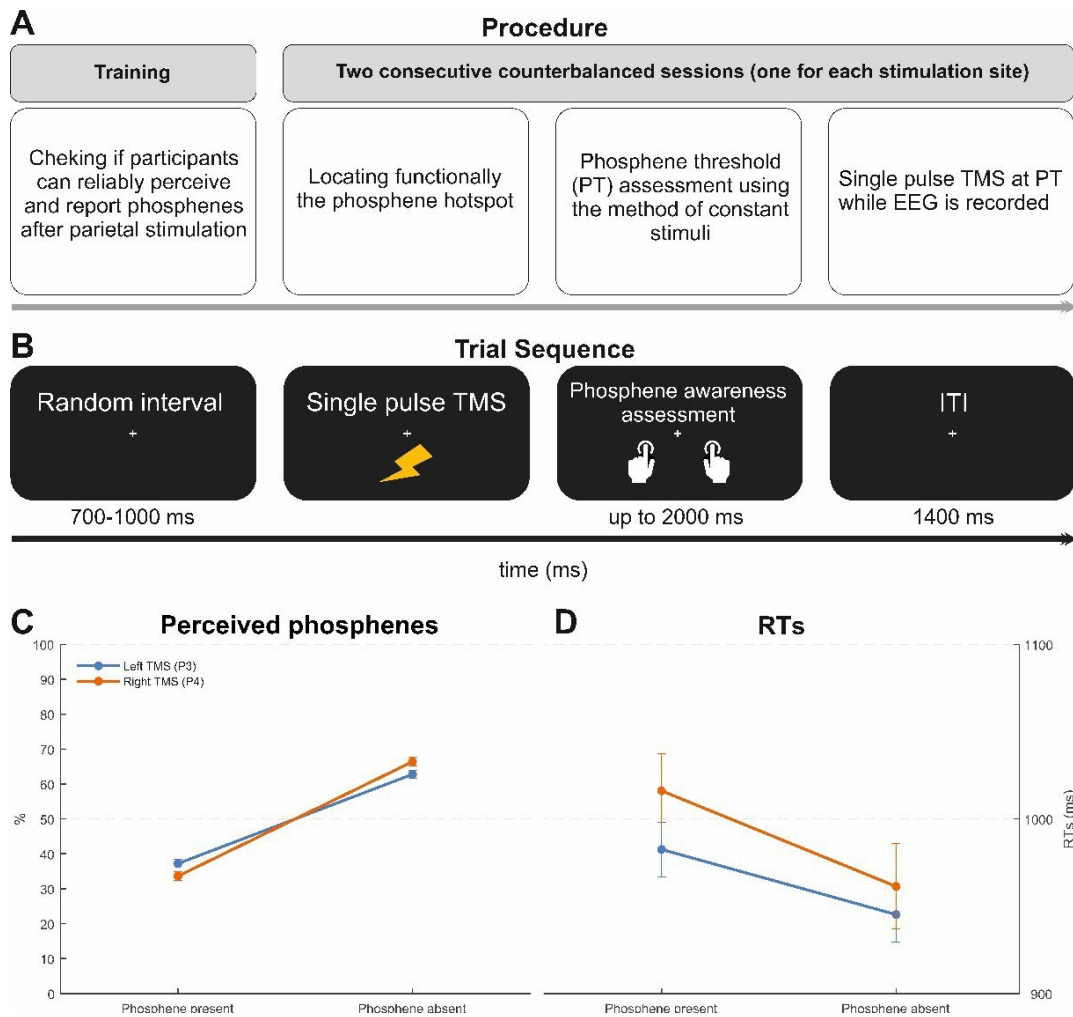 A
Procedure
Training
Two consecutive counterbalanced sessions (one for each stimulation site)
Cheking if participants
can reliably perceive
and report phosphenes
after parietal stimulation
Locating functionally
the phosphene hotspot
Phosphene threshold
(PT) assessment using
the method of constant
stimuli
Single pulse TMS at PT
while EEG is recorded
B
Trial Sequence
Random interval
+
700-1000 ms
Single pulse TMS
+
Phosphene awareness
assessment
+
up to 2000 ms
ITI
+
1400 ms
time (ms)
C
Perceived phosphenes
Left TMS (P3)
Right TMS (P4)
100
90
80
70
60
50
40
30
20
10
0
%
Phosphene present
Phosphene absent
D
RTs
1100
1000
900
RTs (ms)
Phosphene present
Phosphene absent